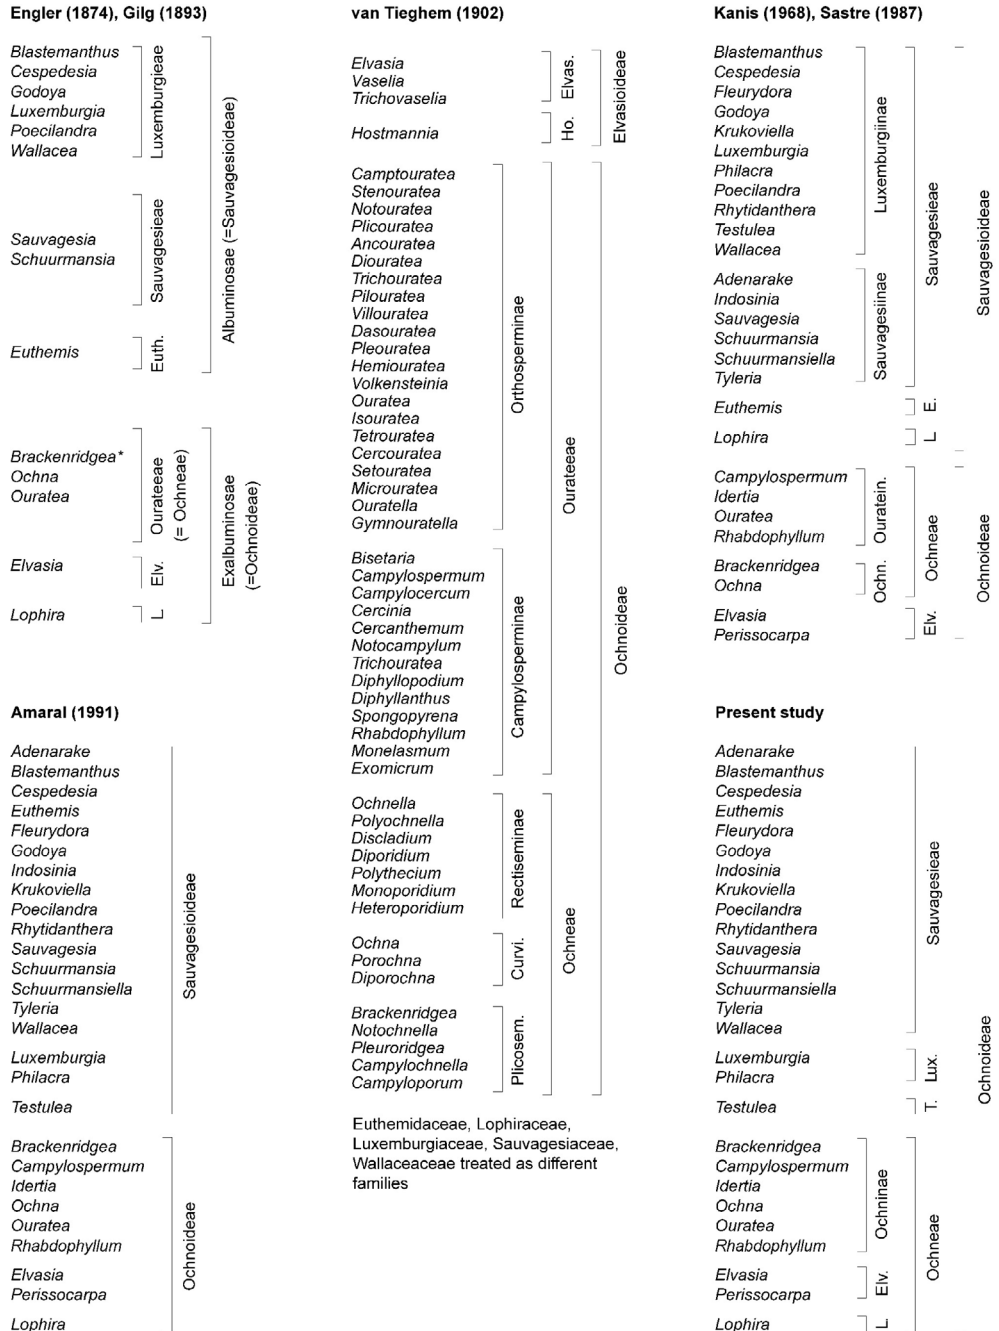 Engler (1874), Gilg (1893)
Blastemanthus
Cespedesia
Godoya
Luxemburgia
Poecilandra
Wallacea
Luxemburgieae
Sauvagesia
Schuurmansia
Sauvagesieae
Euthemis
Euth.
Albuminosae (=Sauvagesioideae)
Brackenridgea*
Ochna
Ouratea
Ourateeae
(= Ochneae)
Elvasia
Elv.
Lophira
L
Exalbuminosae
(=Ochnoideae)
van Tieghem (1902)
Elvasia
Vaselia
Trichovaselia
Elvas.
Hostmannia
Ho.
Elvasioideae
Camptouratea
Stenouratea
Notouratea
Plicouratea
Ancouratea
Diouratea
Trichouratea
Pilouratea
Villouratea
Dasouratea
Pleouratea
Hemiouratea
Volkensteinia
Ouratea
Isouratea
Tetrouratea
Cercouratea
Setouratea
Microuratea
Ouratella
Gymnouratella
Orthosperminae
Bisetaria
Campylospermum
Campylocercum
Cercinia
Cercanthemum
Notocampylum
Trichouratea
Diphyllopodium
Diphyllanthus
Spongopyrena
Rhabdophyllum
Monelasmum
Exomicrum
Campylosperminae
Ourateeae
Ochnella
Polyochnella
Discladium
Diporidium
Polythecium
Monoporidium
Heteroporidium
Rectiseminae
Ochna
Porochna
Diporochna
Curvi.
Brackenridgea
Notochnella
Pleuroridgea
Campylochnella
Campyloporum
Plicosem.
Ochneae
Ochnoideae
Euthemidaceae, Lophiraceae,
Luxemburgiaceae, Sauvagesiaceae,
Wallaceaceae treated as different
families
Kanis (1968), Sastre (1987)
Blastemanthus
Cespedesia
Fleurydora
Godoya
Krukoviella
Luxemburgia
Philacra
Poecilandra
Rhytidanthera
Testulea
Wallacea
Luxemburgiinae
Adenarake
Indosinia
Sauvagesia
Schuurmansia
Schuurmansiella
Tyleria
Sauvagesiinae
Sauvagesieae
Euthemis
E.
Lophira
L
Sauvagesioideae
Campylospermum
Idertia
Ouratea
Rhabdophyllum
Ouratein.
Brackenridgea
Ochna
Ochn.
Ochneae
Elvasia
Perissocarpa
Elv.
Ochnoideae
Amaral (1991)
Adenarake
Blastemanthus
Cespedesia
Euthemis
Fleurydora
Godoya
Indosinia
Krukoviella
Poecilandra
Rhytidanthera
Sauvagesia
Schuurmansia
Schuurmansiella
Tyleria
Wallacea
Luxemburgia
Philacra
Testulea
Sauvagesioideae
Brackenridgea
Campylospermum
Idertia
Ochna
Ouratea
Rhabdophyllum
Elvasia
Perissocarpa
Lophira
Ochnoideae
Present study
Adenarake
Blastemanthus
Cespedesia
Euthemis
Fleurydora
Godoya
Indosinia
Krukoviella
Poecilandra
Rhytidanthera
Sauvagesia
Schuurmansia
Schuurmansiella
Tyleria
Wallacea
Sauvagesieae
Luxemburgia
Philacra
Lux.
Testulea
T.
Brackenridgea
Campylospermum
Idertia
Ochna
Ouratea
Rhabdophyllum
Ochninae
Elvasia
Perissocarpa
Elv.
Lophira
L.
Ochneae
Ochnoideae